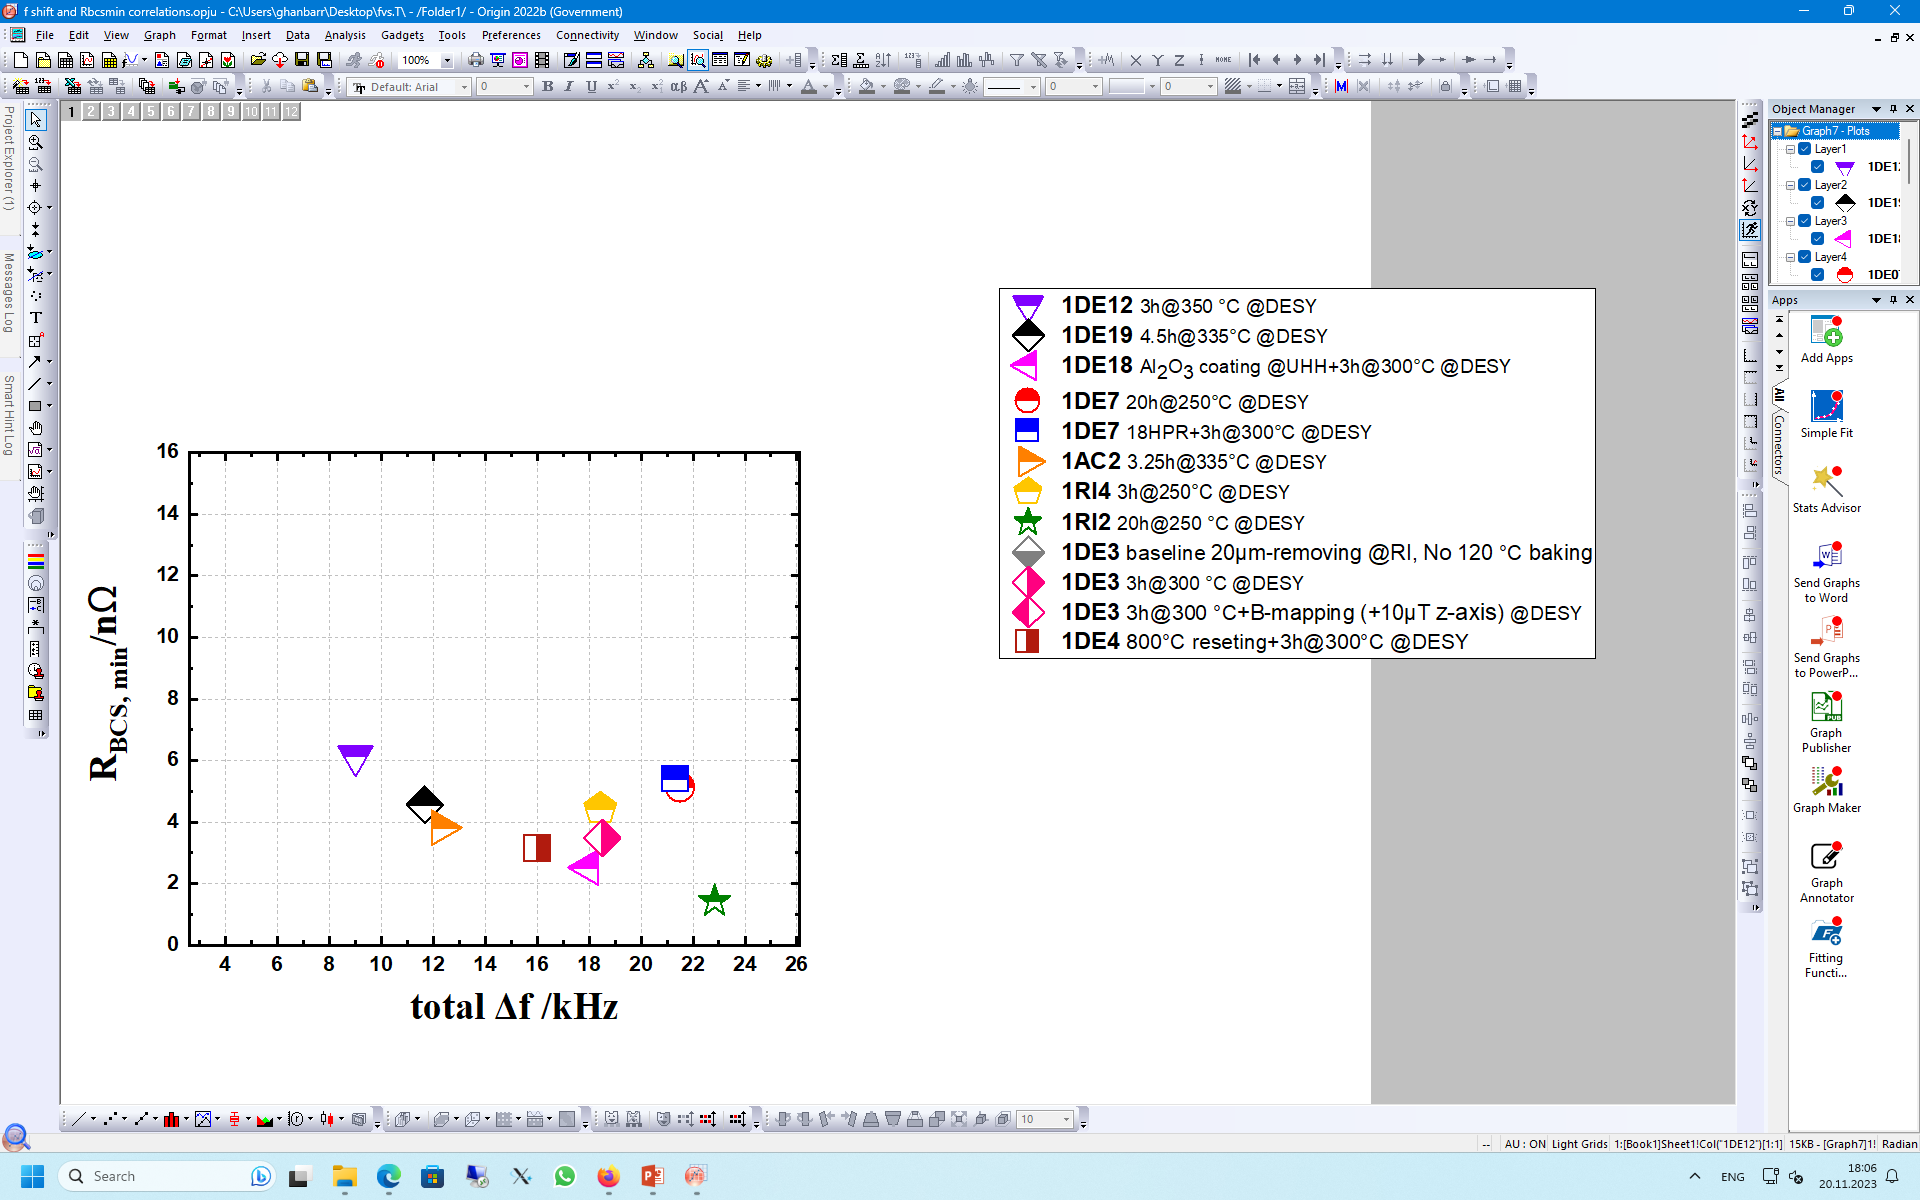 f shift and Rbcsmin correlations.opju - C:\Users\ghanbarr\Desktop\fvs.T\ - /Folder1/ - Origin 2022b (Government)
File Edit View Graph Format Insert Data Analysis Gadgets Tools Preferences Connectivity Window Social Help
100%
Default: Arial 0 B I U αβ A A 0 0 M
1 2 3 4 5 6 7 8 9 10 11 12
Project Explorer (1)
Messages Log
Smart Hint Log
1DE12 3h@350 °C @DESY
1DE19 4.5h@335°C @DESY
1DE18 Al2O3 coating @UHH+3h@300°C @DESY
1DE7 20h@250°C @DESY
1DE7 18HPR+3h@300°C @DESY
1AC2 3.25h@335°C @DESY
1RI4 3h@250°C @DESY
1RI2 20h@250 °C @DESY
1DE3 baseline 20µm-removing @RI, No 120 °C baking
1DE3 3h@300 °C @DESY
1DE3 3h@300 °C+B-mapping (+10µT z-axis) @DESY
1DE4 800°C reseting+3h@300°C @DESY
16
14
12
10
8
6
4
2
0
RBCS, min/nΩ
4 6 8 10 12 14 16 18 20 22 24 26
total Δf /kHz
Object Manager
Graph7 - Plots
Layer1
1DE1
Layer2
1DE1
Layer3
1DE1
Layer4
1DE0
Apps
All
Connectors
Add Apps
Simple Fit
Stats Advisor
Send Graphs
to Word
Send Graphs
to PowerP...
Graph
Publisher
Graph Maker
Graph
Annotator
Fitting
Functi...
10
-- AU : ON Light Grids 1:[Book1]Sheet1!Col("1DE12")[1:1] 15KB - [Graph7]1! Radian
Search
ENG
18:06
20.11.2023